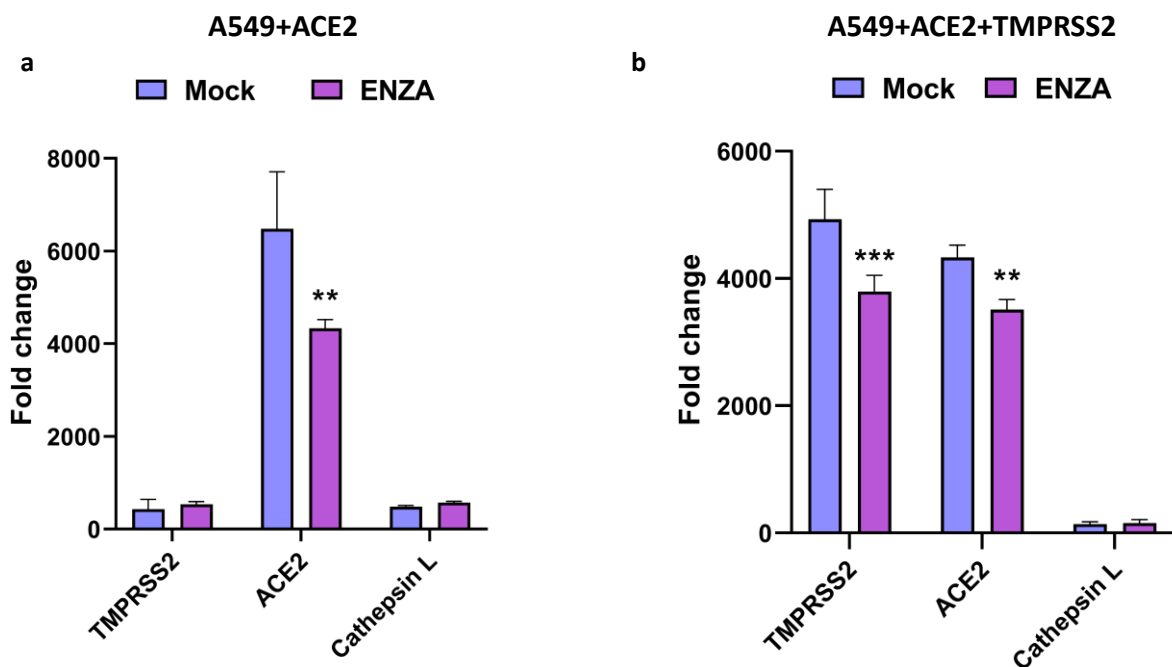 A549+ACE2
a
Mock ENZA
Fold change
8000
6000
4000
2000
0
**
TMPRSS2
ACE2
Cathepsin L
A549+ACE2+TMPRSS2
b
Mock ENZA
Fold change
6000
4000
2000
0
***
**
TMPRSS2
ACE2
Cathepsin L